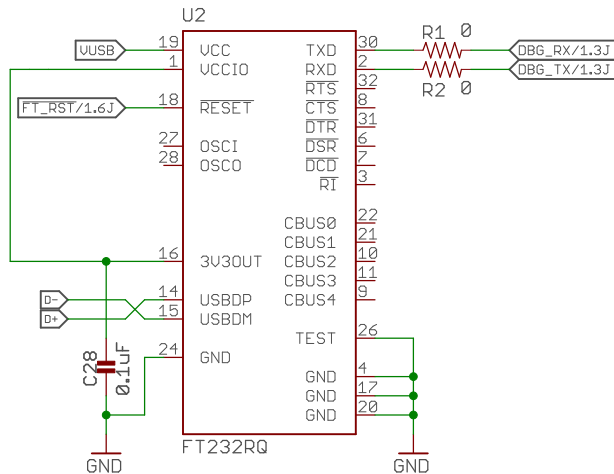 U2
VUSB 19 VCC TXD 30 R1 0 DBG_RX/1.3J
1 VCCIO RXD 2 R2 0 DBG_TX/1.3J
RTS 32
FT_RST/1.6J 18 RESET CTS 8
DTR 31
27 OSCI DSR 6
28 OSCO DCD 7
RI 3
CBUS0 22
CBUS1 21
16 3V3OUT CBUS2 10
CBUS3 11
D- 14 USBDP CBUS4 9
D+ 15 USBDM
TEST 26
24 GND
C28 0.1uF
GND 4
GND 17
GND 20
FT232RQ
GND GND